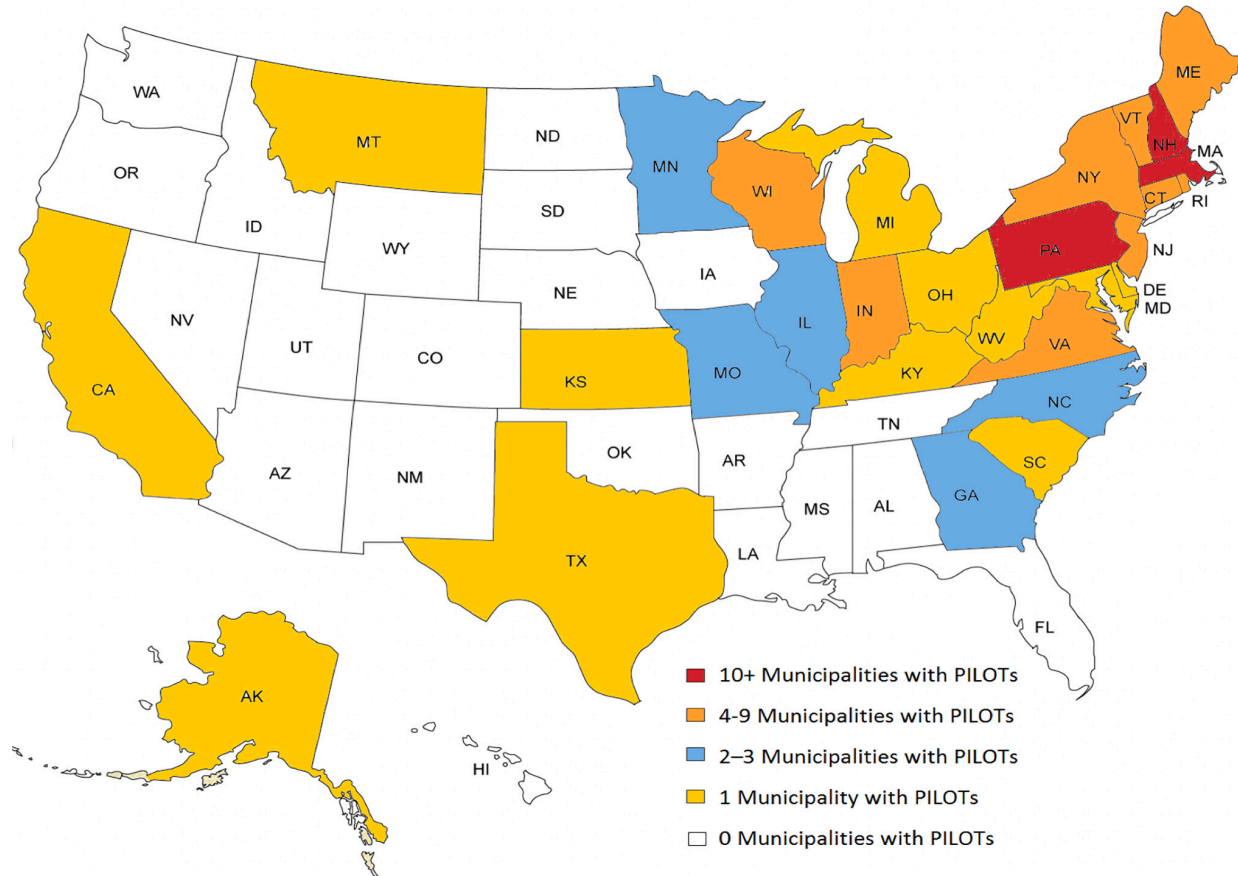 WA
MT
ND
MN
ME
VT
NH
MA
OR
ID
SD
WI
MI
NY
CT
RI
WY
IA
PA
NJ
NE
NV
UT
CO
IL
IN
OH
DE
MD
WV
VA
CA
KS
MO
KY
NC
TN
AZ
NM
OK
AR
SC
MS
AL
GA
TX
LA
FL
AK
HI
10+ Municipalities with PILOTs
4-9 Municipalities with PILOTs
2–3 Municipalities with PILOTs
1 Municipality with PILOTs
0 Municipalities with PILOTs